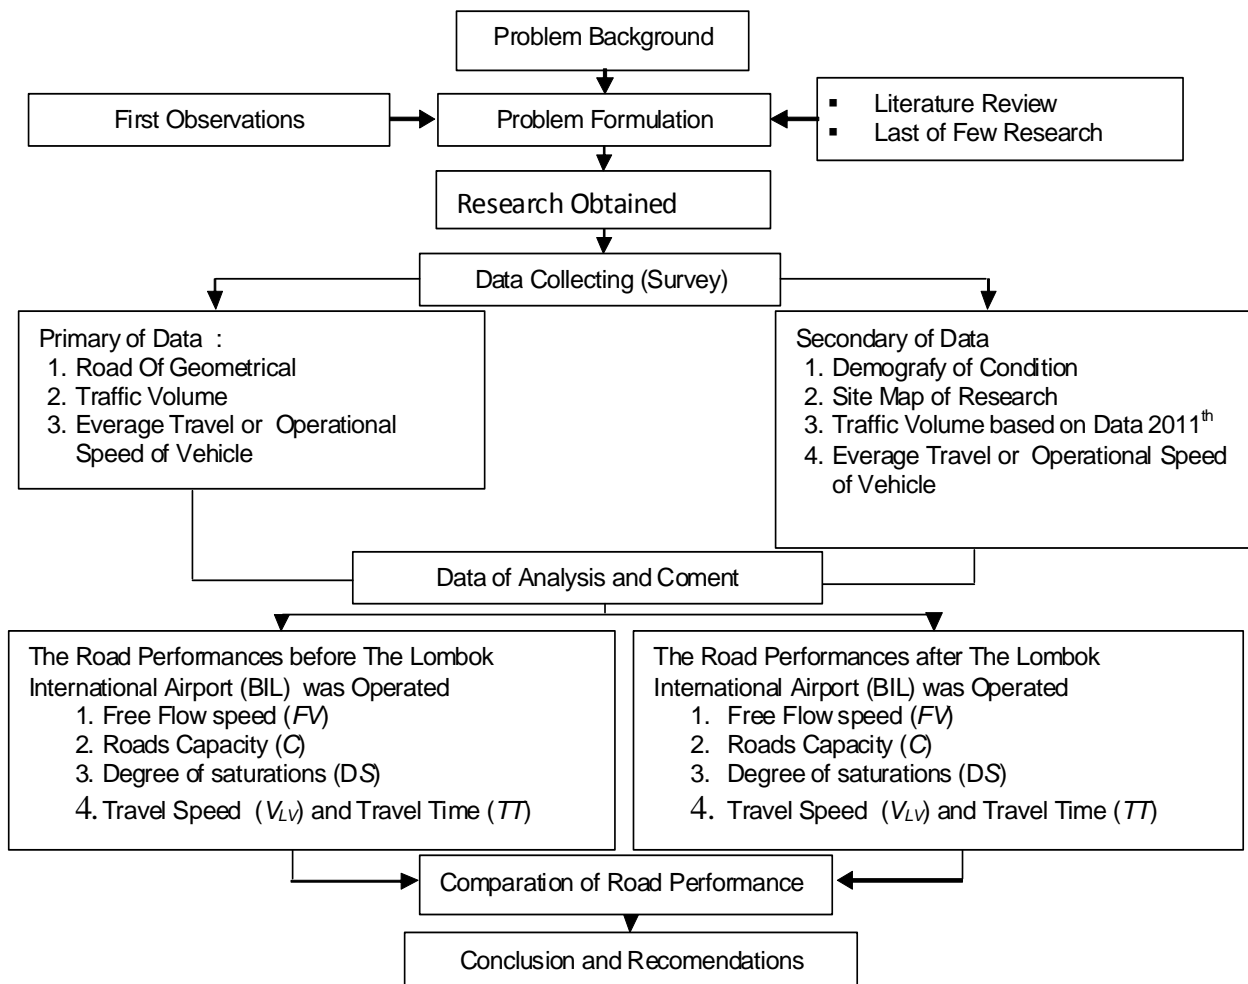 Problem Background
First Observations
Problem Formulation
▪ Literature Review
▪ Last of Few Research
Research Obtained
Data Collecting (Survey)
Primary of Data :
1. Road Of Geometrical
2. Traffic Volume
3. Everage Travel or Operational
Speed of Vehicle
Secondary of Data
1. Demografy of Condition
2. Site Map of Research
3. Traffic Volume based on Data 2011th
4. Everage Travel or Operational Speed
of Vehicle
Data of Analysis and Coment
The Road Performances before The Lombok
International Airport (BIL) was Operated
1. Free Flow speed (FV)
2. Roads Capacity (C)
3. Degree of saturations (DS)
4. Travel Speed (VLV) and Travel Time (TT)
The Road Performances after The Lombok
International Airport (BIL) was Operated
1. Free Flow speed (FV)
2. Roads Capacity (C)
3. Degree of saturations (DS)
4. Travel Speed (VLV) and Travel Time (TT)
Comparation of Road Performance
Conclusion and Recomendations